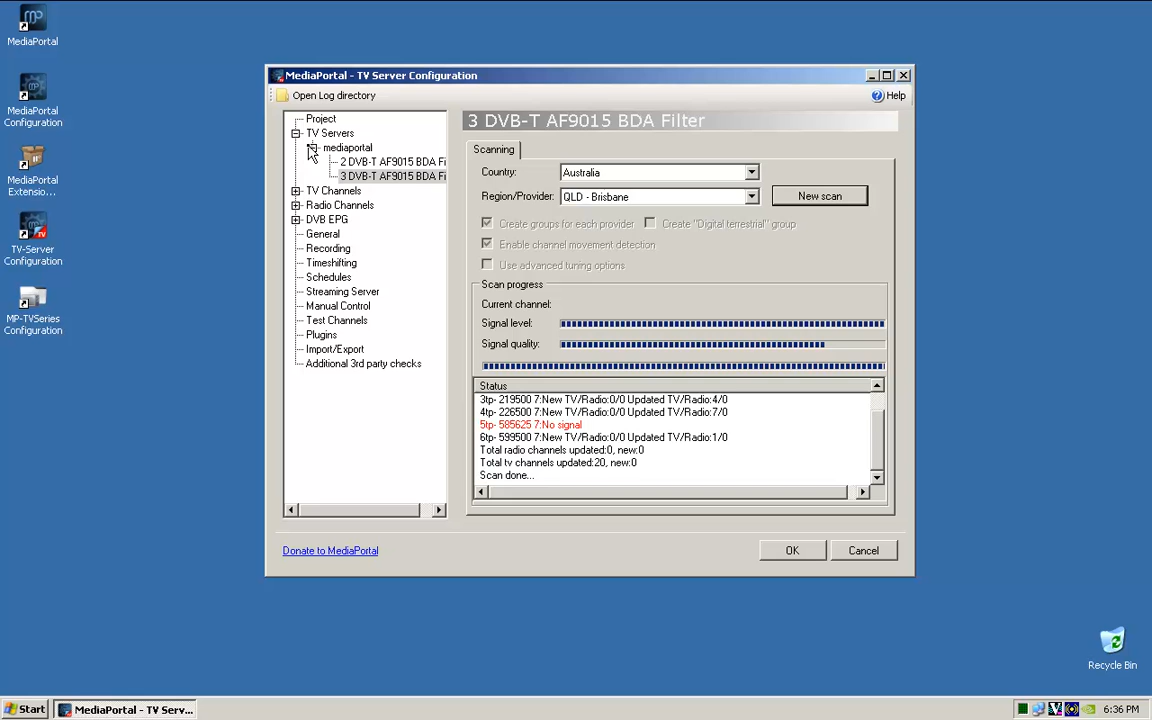 MediaPortal
MediaPortal
Configuration
MediaPortal
Extensio...
TV-Server
Configuration
MP-TVSeries
Configuration
MediaPortal - TV Server Configuration
Open Log directory
Help
Project
TV Servers
mediaportal
2 DVB-T AF9015 BDA Fi
3 DVB-T AF9015 BDA Fi
TV Channels
Radio Channels
DVB EPG
General
Recording
Timeshifting
Schedules
Streaming Server
Manual Control
Test Channels
Plugins
Import/Export
Additional 3rd party checks
3 DVB-T AF9015 BDA Filter
Scanning
Country: Australia
Region/Provider: QLD - Brisbane New scan
Create groups for each provider Create "Digital terrestrial" group
Enable channel movement detection
Use advanced tuning options
Scan progress
Current channel:
Signal level:
Signal quality:
Status
3tp- 219500 7:New TV/Radio:0/0 Updated TV/Radio:4/0
4tp- 226500 7:New TV/Radio:0/0 Updated TV/Radio:7/0
5tp- 585625 7:No signal
6tp- 599500 7:New TV/Radio:0/0 Updated TV/Radio:1/0
Total radio channels updated:0, new:0
Total tv channels updated:20, new:0
Scan done...
Donate to MediaPortal
OK Cancel
Recycle Bin
Start MediaPortal - TV Serv... 6:36 PM